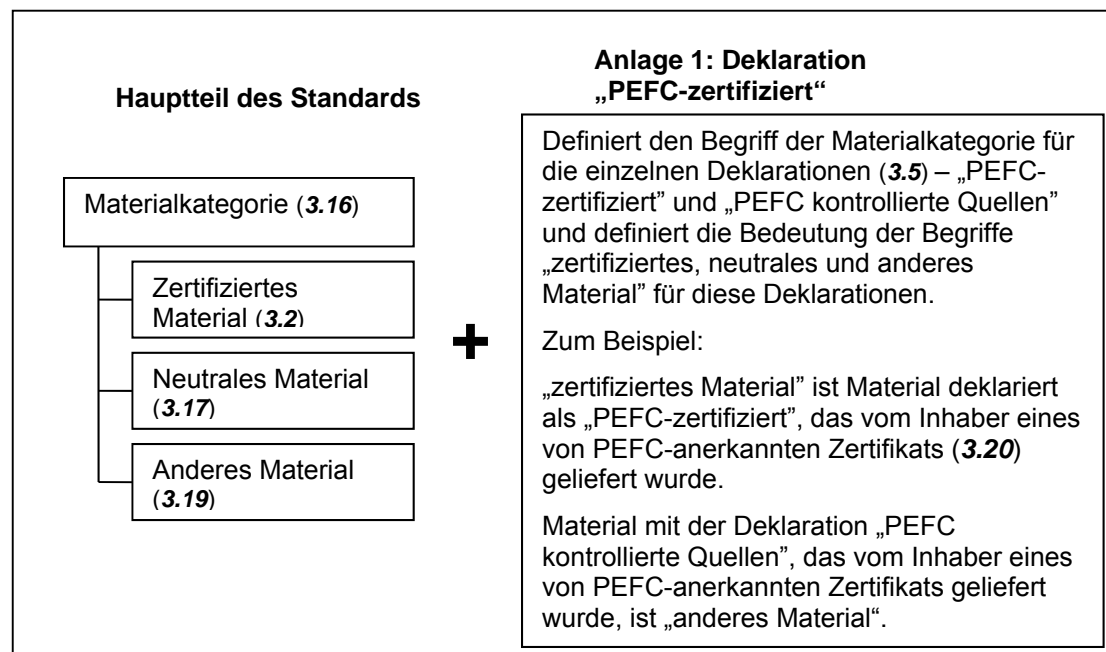 Hauptteil des Standards
Materialkategorie (3.16)
Zertifiziertes
Material (3.2)
Neutrales Material
(3.17)
Anderes Material
(3.19)
+
Anlage 1: Deklaration
„PEFC-zertifiziert“
Definiert den Begriff der Materialkategorie für
die einzelnen Deklarationen (3.5) – „PEFC-
zertifiziert” und „PEFC kontrollierte Quellen”
und definiert die Bedeutung der Begriffe
„zertifiziertes, neutrales und anderes
Material” für diese Deklarationen.
Zum Beispiel:
„zertifiziertes Material” ist Material deklariert
als „PEFC-zertifiziert”, das vom Inhaber eines
von PEFC-anerkannten Zertifikats (3.20)
geliefert wurde.
Material mit der Deklaration „PEFC
kontrollierte Quellen”, das vom Inhaber eines
von PEFC-anerkannten Zertifikats geliefert
wurde, ist „anderes Material“.